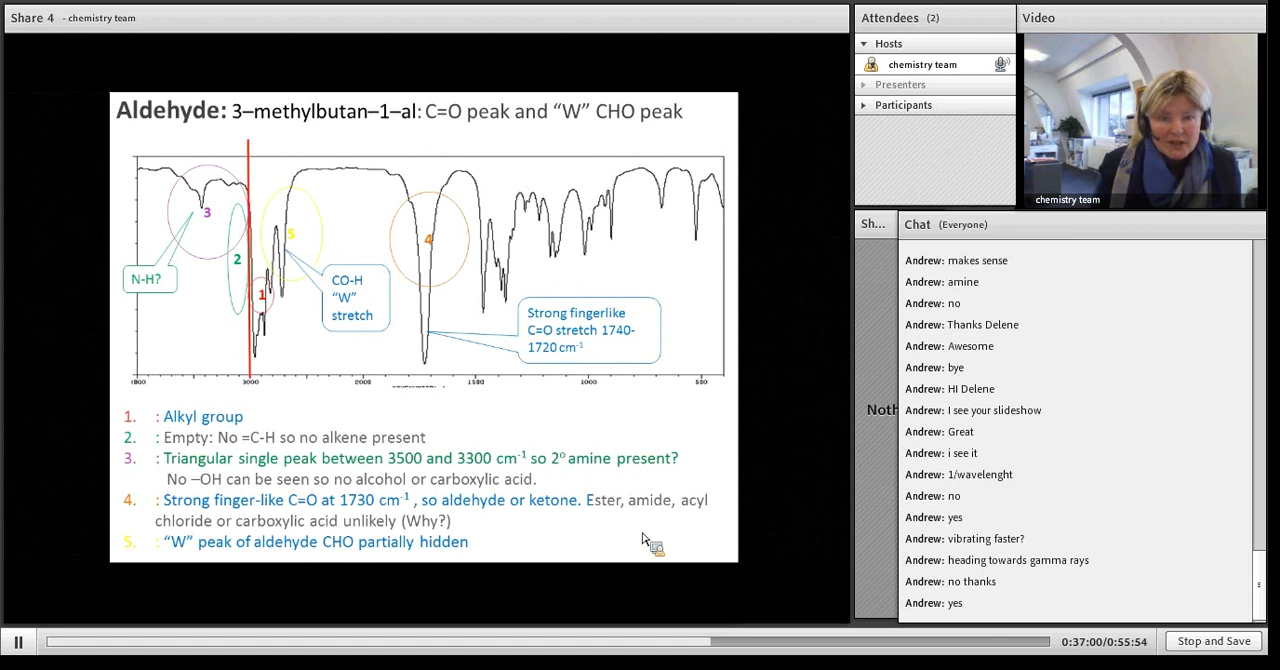 Share 4 - chemistry team
Aldehyde: 3–methylbutan–1–al: C=O peak and “W” CHO peak
3
2
5
4
1
N-H?
CO-H
“W”
stretch
Strong fingerlike
C=O stretch 1740-
1720 cm-1
3000
2000
1500
1000
500
1. : Alkyl group
2. : Empty: No =C-H so no alkene present
3. : Triangular single peak between 3500 and 3300 cm-1 so 2o amine present?
No –OH can be seen so no alcohol or carboxylic acid.
4. : Strong finger-like C=O at 1730 cm-1 , so aldehyde or ketone. Ester, amide, acyl
chloride or carboxylic acid unlikely (Why?)
5. : “W” peak of aldehyde CHO partially hidden
Attendees (2)
Hosts
chemistry team
Presenters
Participants
Video
chemistry team
Sh...
Noth
Chat (Everyone)
Andrew: makes sense
Andrew: amine
Andrew: no
Andrew: Thanks Delene
Andrew: Awesome
Andrew: bye
Andrew: HI Delene
Andrew: I see your slideshow
Andrew: Great
Andrew: i see it
Andrew: 1/wavelenght
Andrew: no
Andrew: yes
Andrew: vibrating faster?
Andrew: heading towards gamma rays
Andrew: no thanks
Andrew: yes
0:37:00/0:55:54
Stop and Save